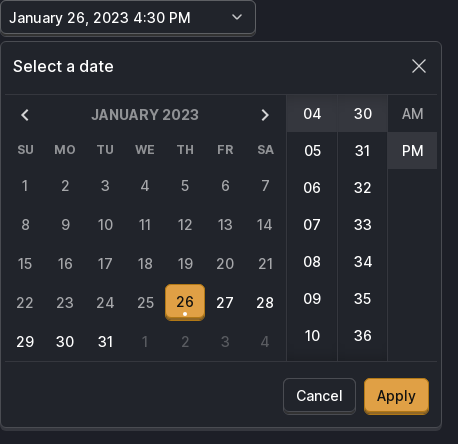 January 26, 2023 4:30 PM
Select a date
JANUARY 2023
SU MO TU WE TH FR SA
1 2 3 4 5 6 7
8 9 10 11 12 13 14
15 16 17 18 19 20 21
22 23 24 25 26 27 28
29 30 31 1 2 3 4
04 30 AM
05 31 PM
06 32
07 33
08 34
09 35
10 36
Cancel Apply